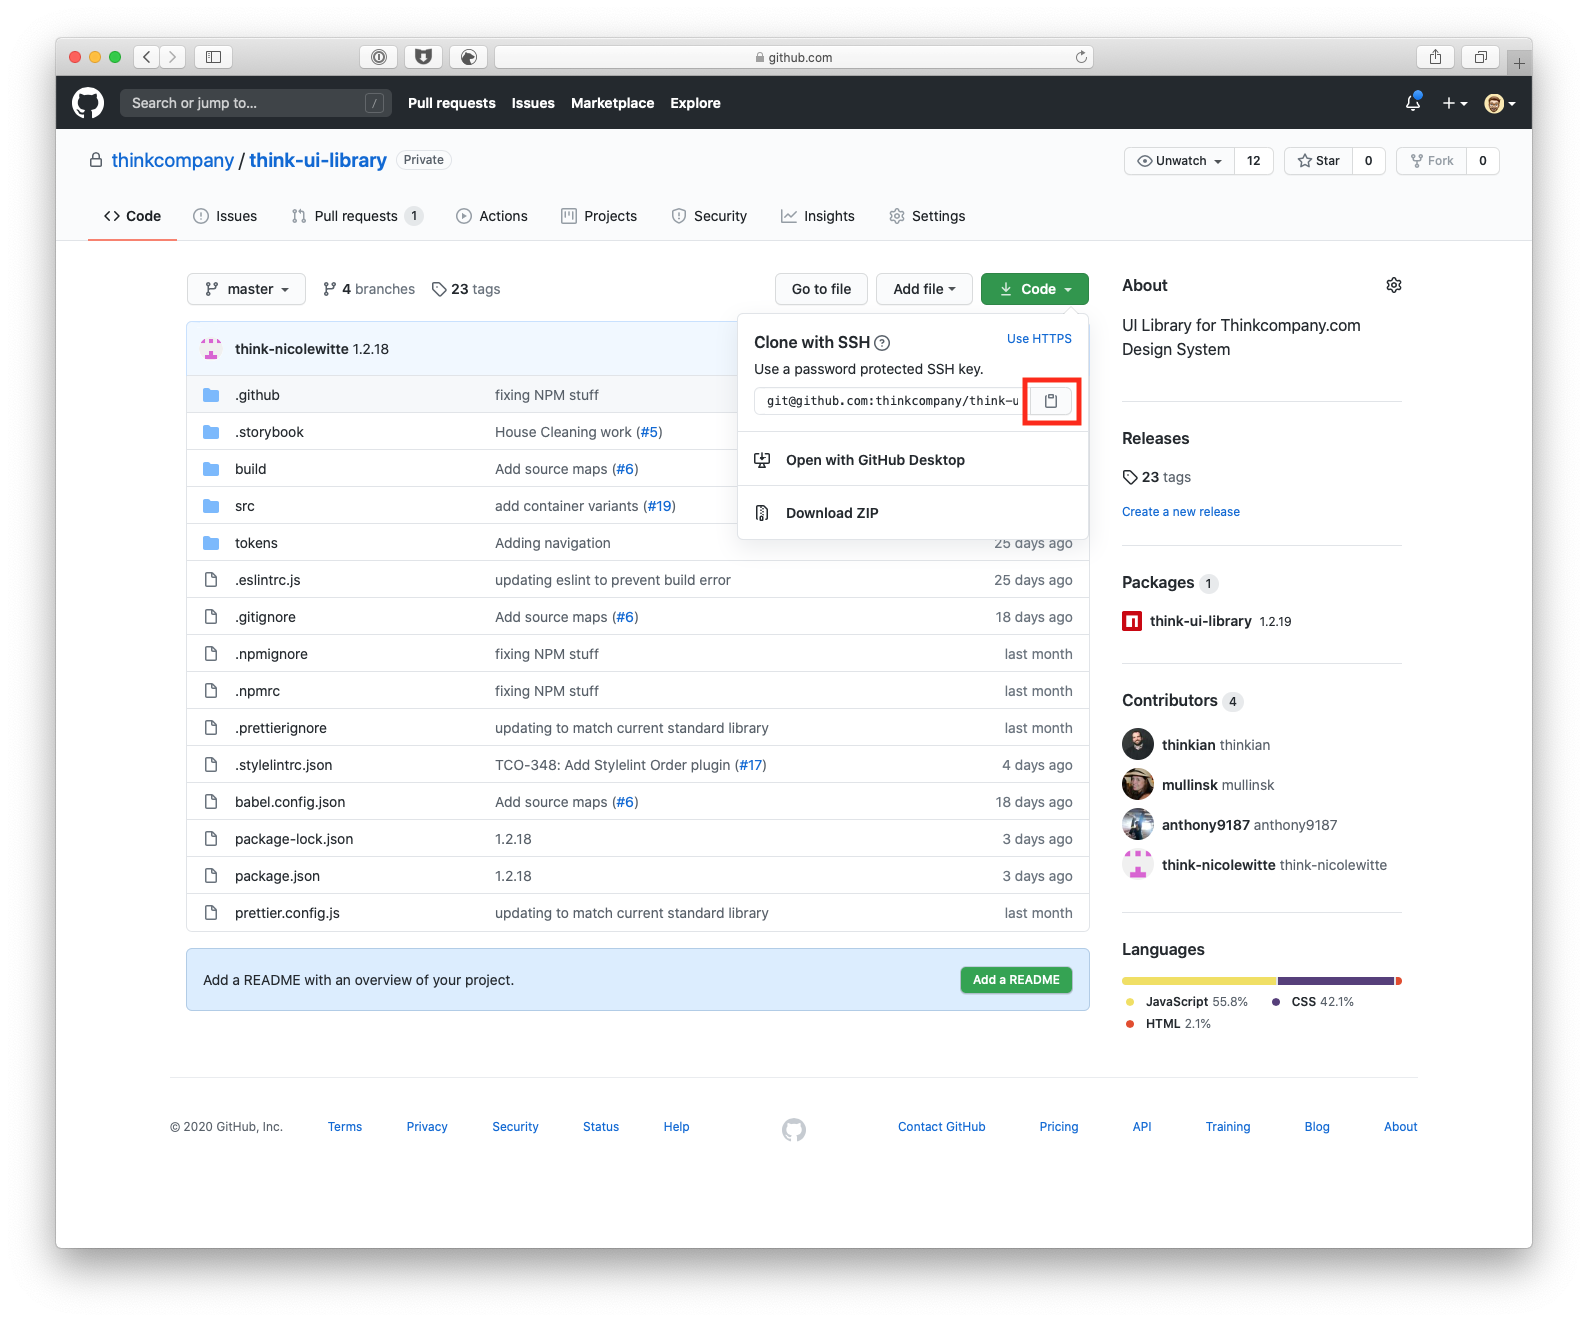 github.com
Search or jump to... / Pull requests Issues Marketplace Explore
thinkcompany / think-ui-library Private
Unwatch 12 Star 0 Fork 0
Code Issues Pull requests 1 Actions Projects Security Insights Settings
master 4 branches 23 tags Go to file Add file Code
think-nicolewitte 1.2.18
Clone with SSH ? Use HTTPS
Use a password protected SSH key.
git@github.com:thinkcompany/think-u
Open with GitHub Desktop
Download ZIP
.github fixing NPM stuff
.storybook House Cleaning work (#5)
build Add source maps (#6)
src add container variants (#19)
tokens Adding navigation 25 days ago
.eslintrc.js updating eslint to prevent build error 25 days ago
.gitignore Add source maps (#6) 18 days ago
.npmignore fixing NPM stuff last month
.npmrc fixing NPM stuff last month
.prettierignore updating to match current standard library last month
.stylelintrc.json TCO-348: Add Stylelint Order plugin (#17) 4 days ago
babel.config.json Add source maps (#6) 18 days ago
package-lock.json 1.2.18 3 days ago
package.json 1.2.18 3 days ago
prettier.config.js updating to match current standard library last month
Add a README with an overview of your project. Add a README
About
UI Library for Thinkcompany.com
Design System
Releases
23 tags
Create a new release
Packages 1
think-ui-library 1.2.19
Contributors 4
thinkian thinkian
mullinsk mullinsk
anthony9187 anthony9187
think-nicolewitte think-nicolewitte
Languages
JavaScript 55.8% CSS 42.1%
HTML 2.1%
© 2020 GitHub, Inc. Terms Privacy Security Status Help Contact GitHub Pricing API Training Blog About